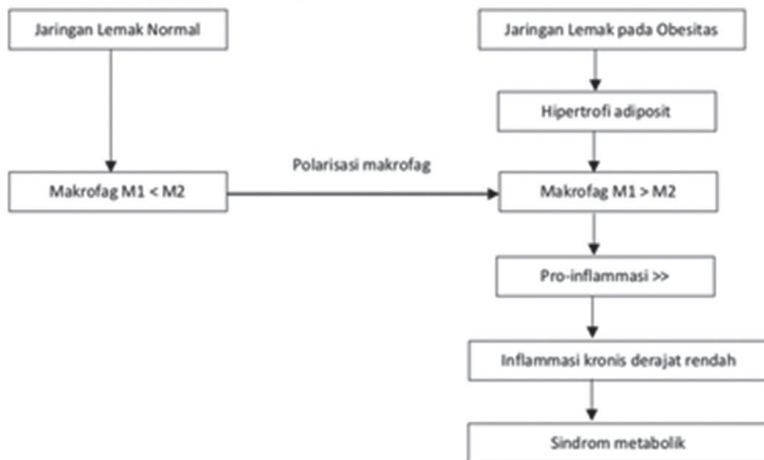 Jaringan Lemak Normal
Jaringan Lemak pada Obesitas
Hipertrofi adiposit
Polarisasi makrofag
Makrofag M1 < M2
Makrofag M1 > M2
Pro-inflammasi >>
Inflammasi kronis derajat rendah
Sindrom metabolik